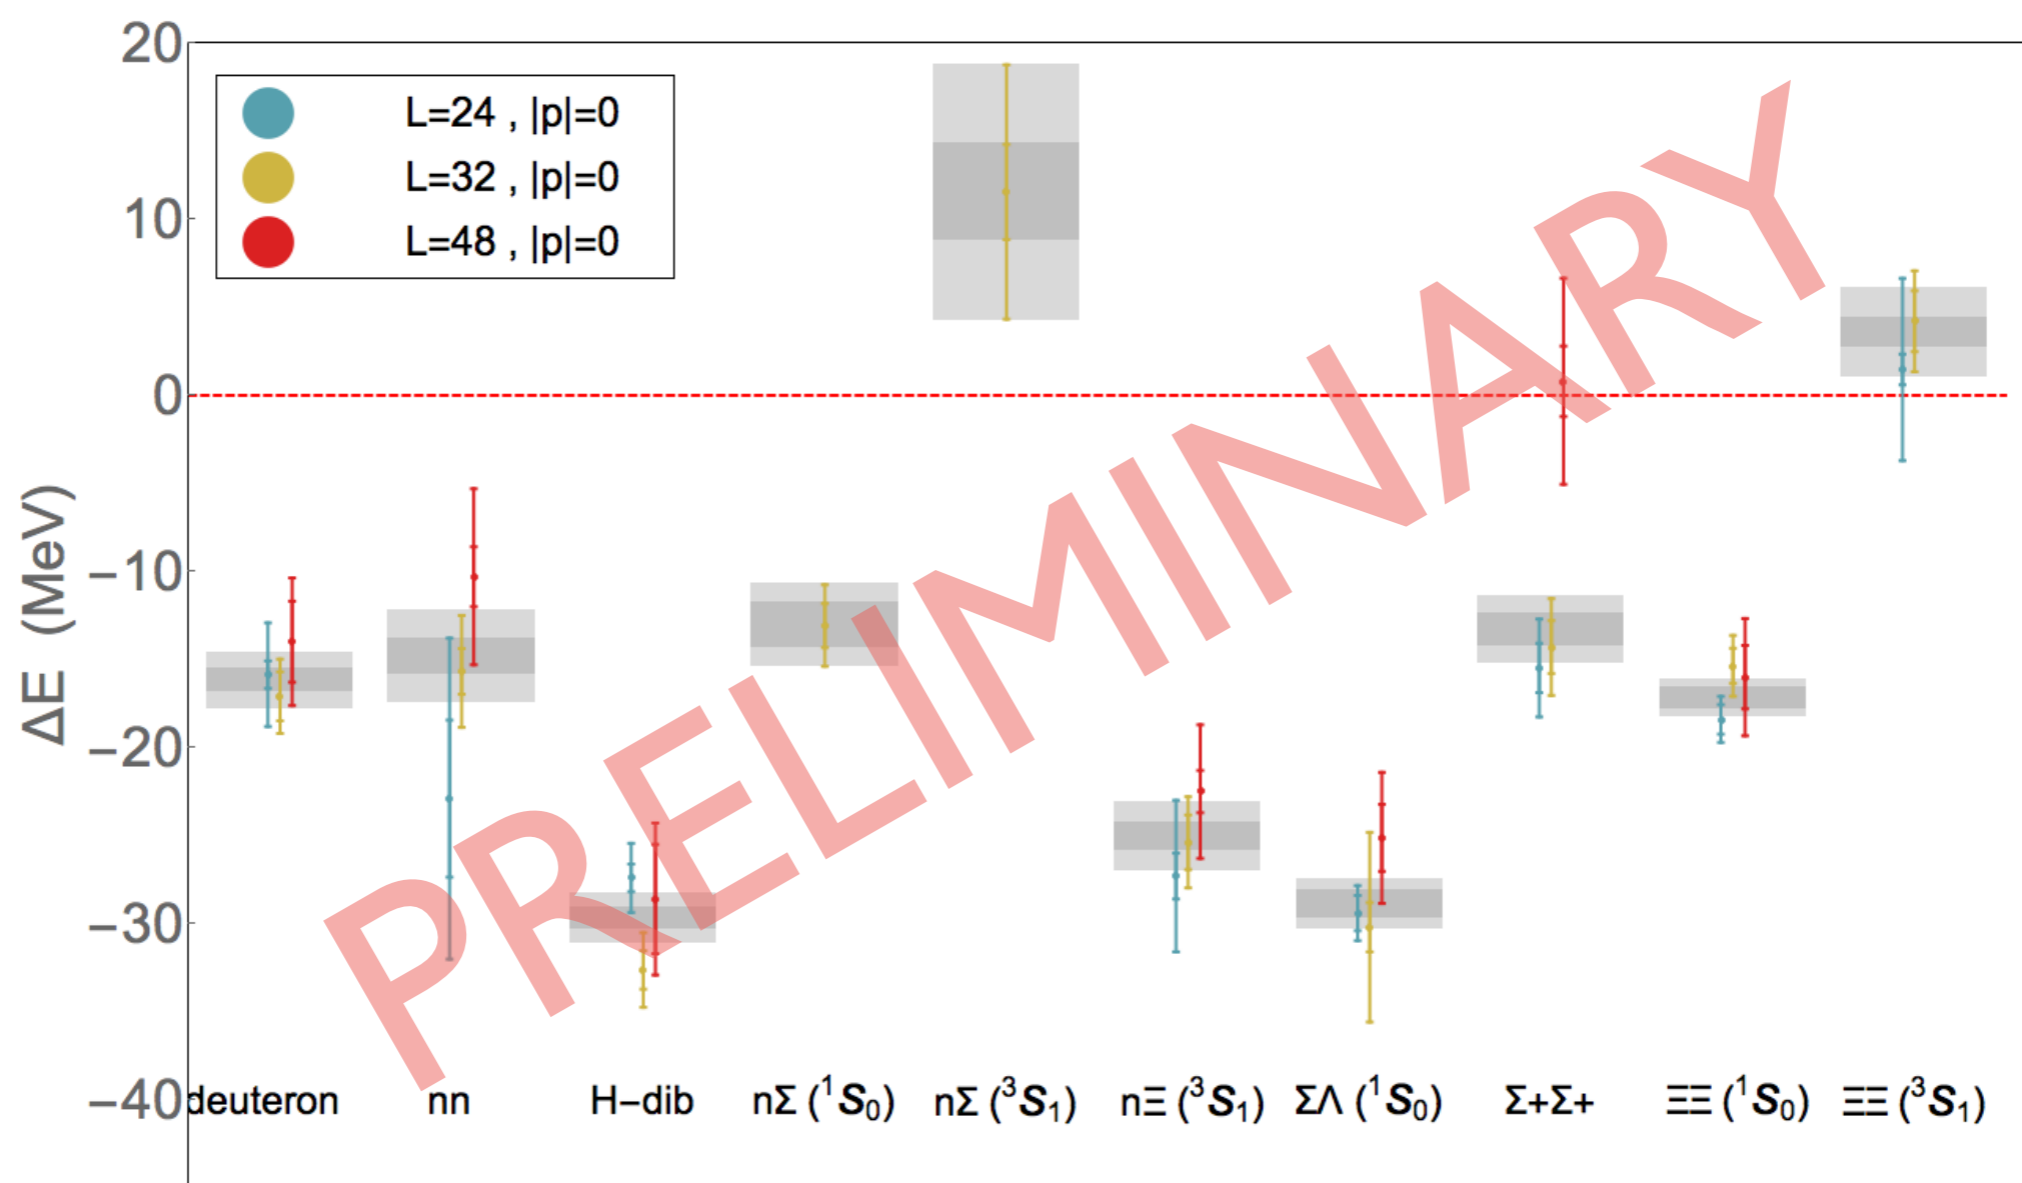 20
10
0
−10
−20
−30
−40
ΔE (MeV)
L=24 , |p|=0
L=32 , |p|=0
L=48 , |p|=0
PRELIMINARY
deuteron
nn
H−dib
nΣ (¹S₀)
nΣ (³S₁)
nΞ (³S₁)
ΣΛ (¹S₀)
Σ+Σ+
ΞΞ (¹S₀)
ΞΞ (³S₁)